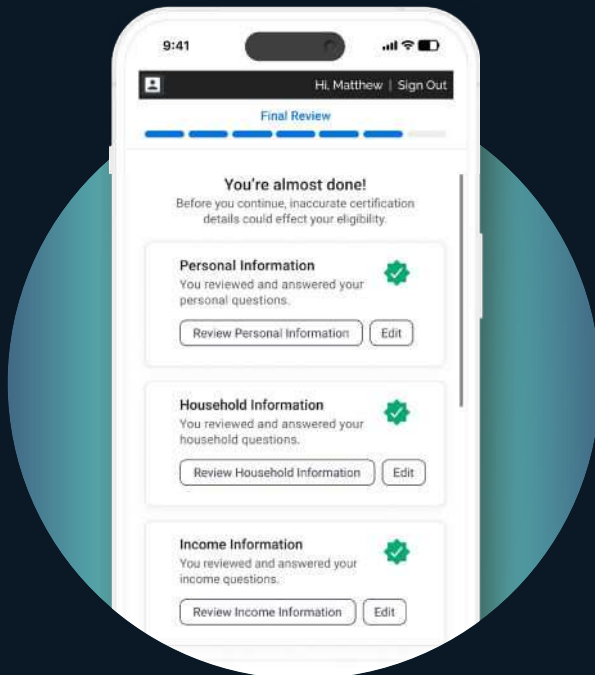 9:41
Hi, Matthew | Sign Out
Final Review
You're almost done!
Before you continue, inaccurate certification
details could effect your eligibility.
Personal Information
You reviewed and answered your
personal questions.
Review Personal Information
Edit
Household Information
You reviewed and answered your
household questions.
Review Household Information
Edit
Income Information
You reviewed and answered your
income questions.
Review Income Information
Edit